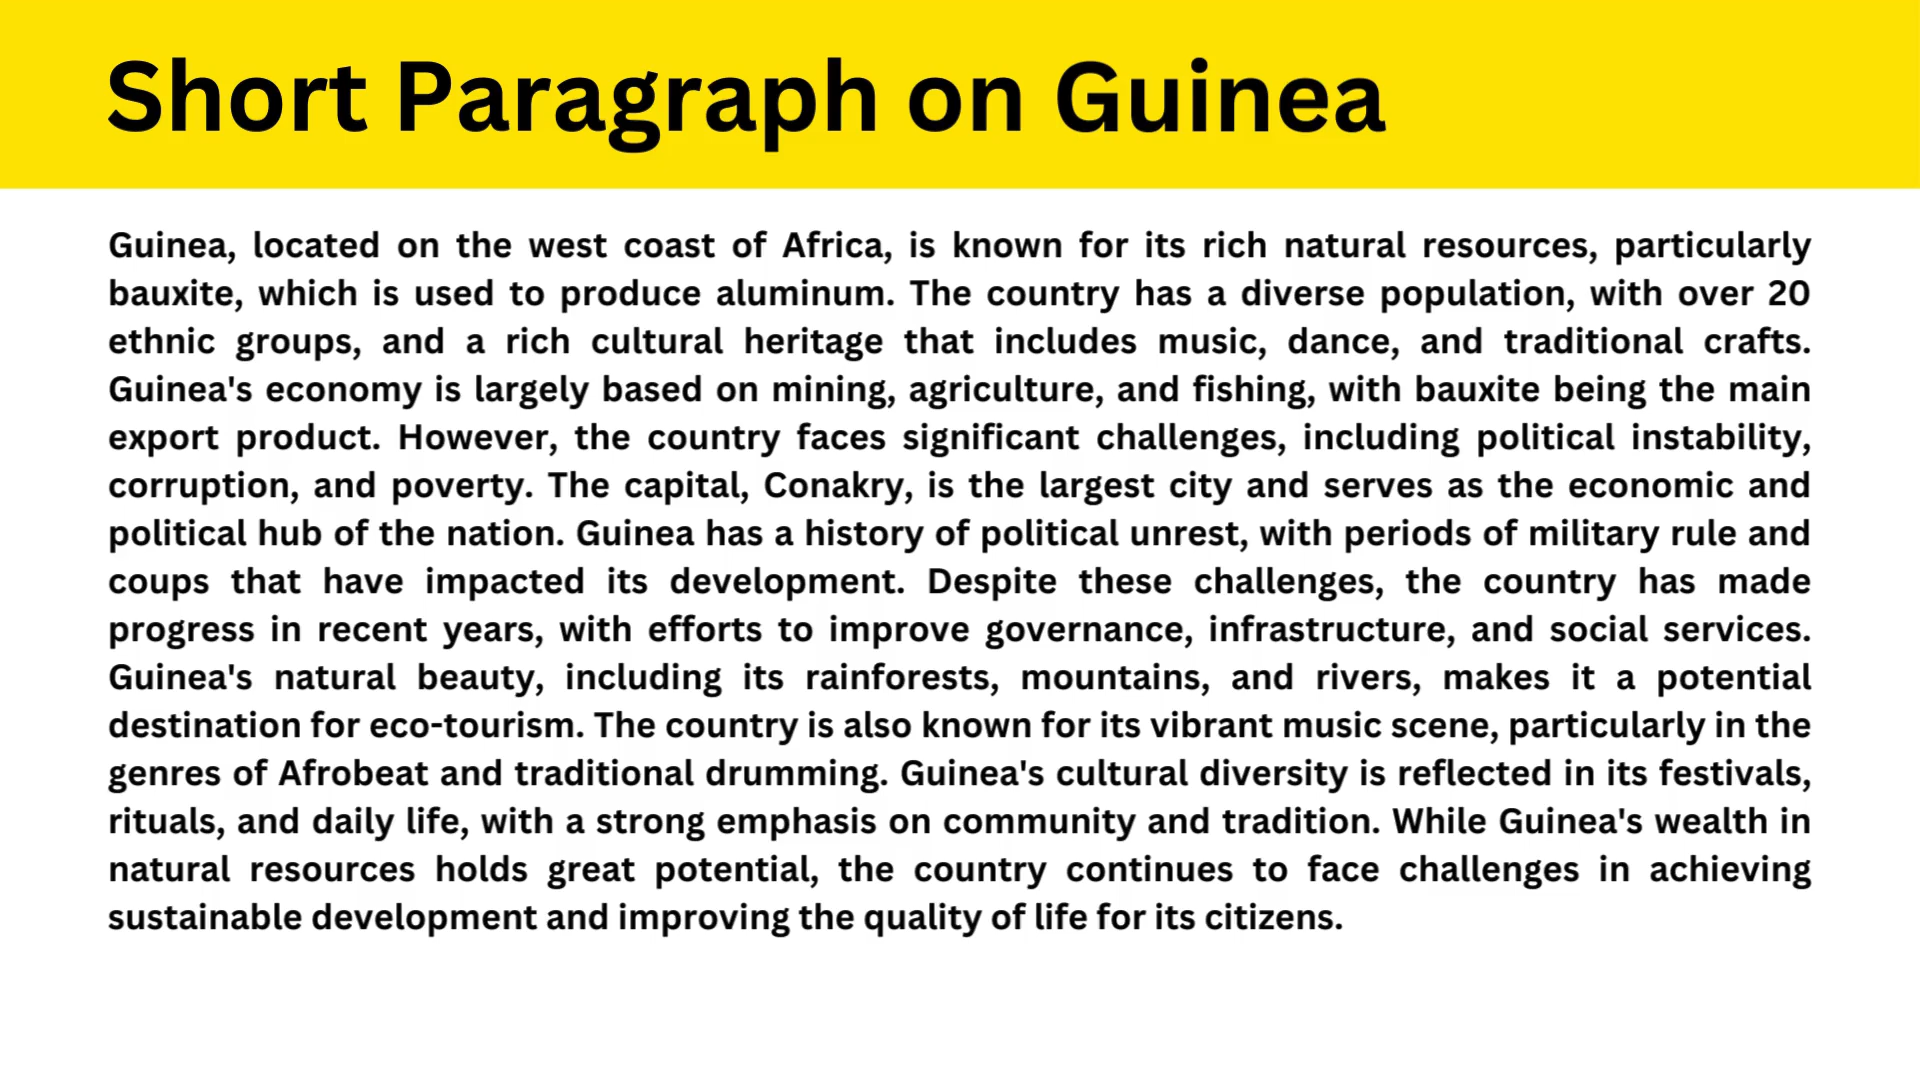 Short Paragraph on Guinea
Guinea, located on the west coast of Africa, is known for its rich natural resources, particularly
bauxite, which is used to produce aluminum. The country has a diverse population, with over 20
ethnic groups, and a rich cultural heritage that includes music, dance, and traditional crafts.
Guinea's economy is largely based on mining, agriculture, and fishing, with bauxite being the main
export product. However, the country faces significant challenges, including political instability,
corruption, and poverty. The capital, Conakry, is the largest city and serves as the economic and
political hub of the nation. Guinea has a history of political unrest, with periods of military rule and
coups that have impacted its development. Despite these challenges, the country has made
progress in recent years, with efforts to improve governance, infrastructure, and social services.
Guinea's natural beauty, including its rainforests, mountains, and rivers, makes it a potential
destination for eco-tourism. The country is also known for its vibrant music scene, particularly in the
genres of Afrobeat and traditional drumming. Guinea's cultural diversity is reflected in its festivals,
rituals, and daily life, with a strong emphasis on community and tradition. While Guinea's wealth in
natural resources holds great potential, the country continues to face challenges in achieving
sustainable development and improving the quality of life for its citizens.